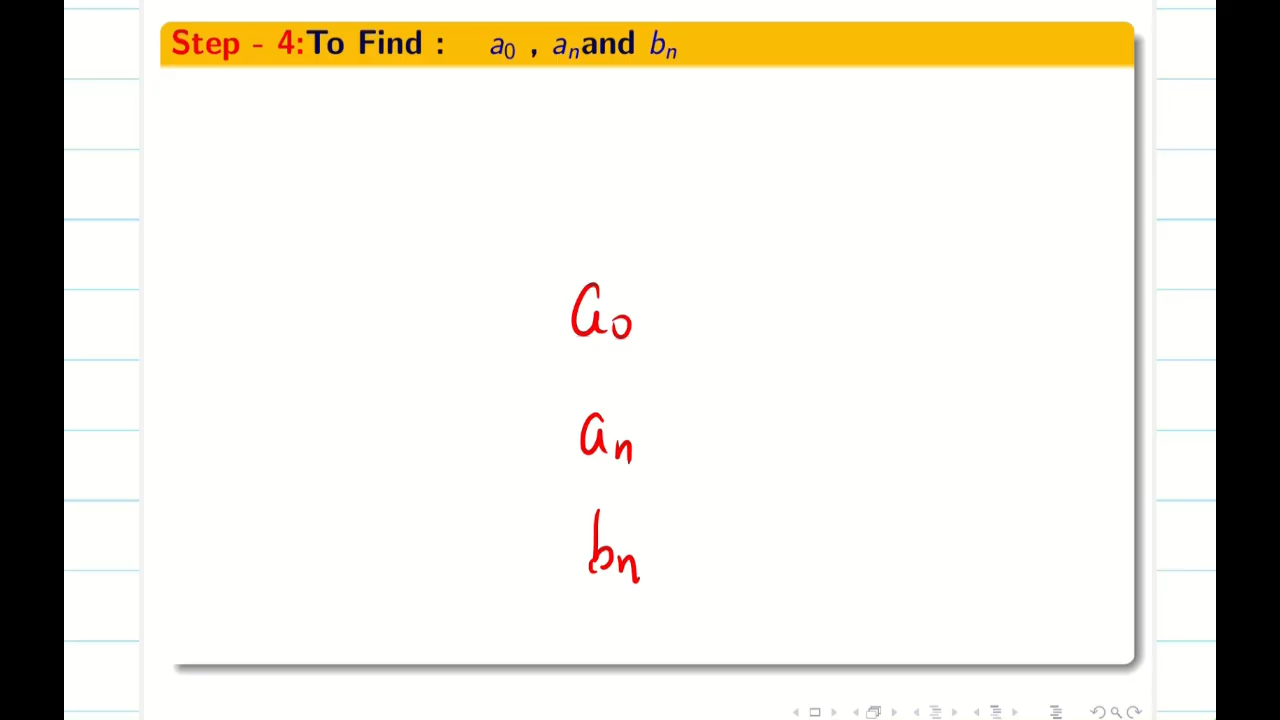 Step - 4:To Find : a₀ , aₙand bₙ
a₀
aₙ
bₙ